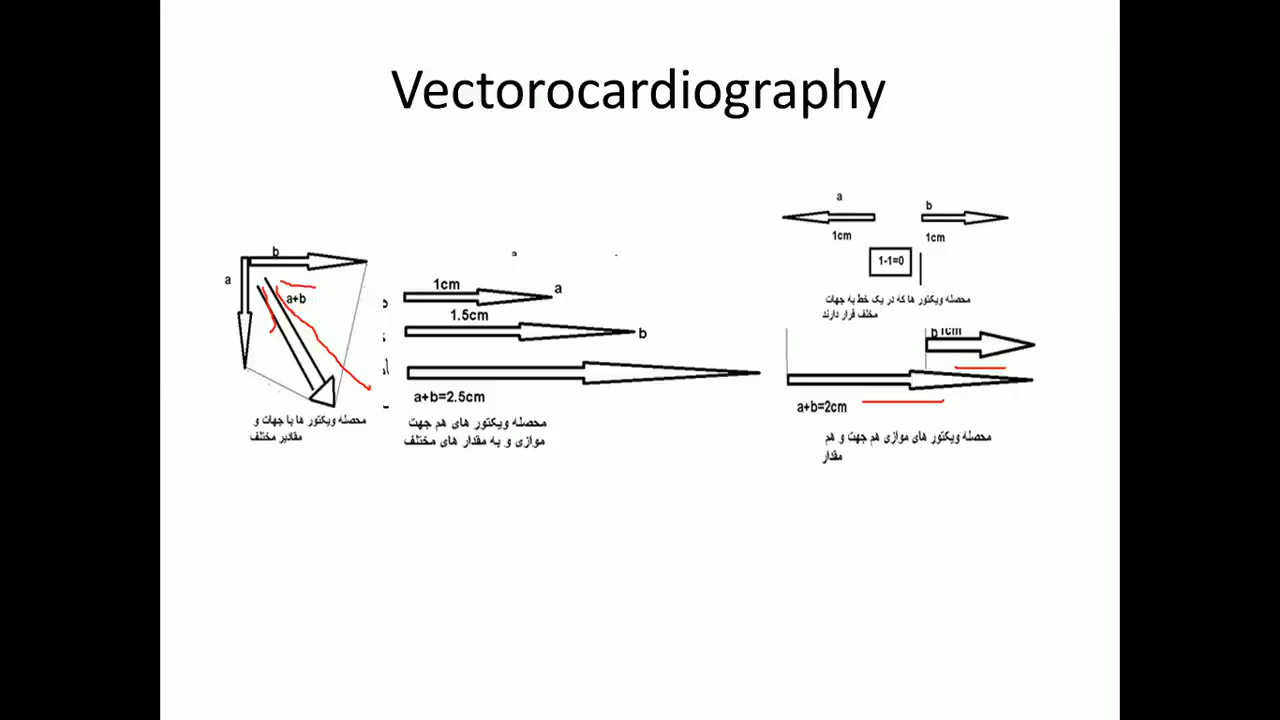 Vectorocardiography
a
b
1cm
1cm
1-1=0
محصله ویکتور ها که در یک خط به جهات
مخلف قرار دارند
b
a
a+b
محصله ویکتور ها با جهات و
مقادیر مختلف
1cm
a
1.5cm
b
a+b=2.5cm
محصله ویکتور های هم جهت
موازی و به مقدار های مختلف
b
1cm
a+b=2cm
محصله ویکتور های موازی هم جهت و هم
مقدار